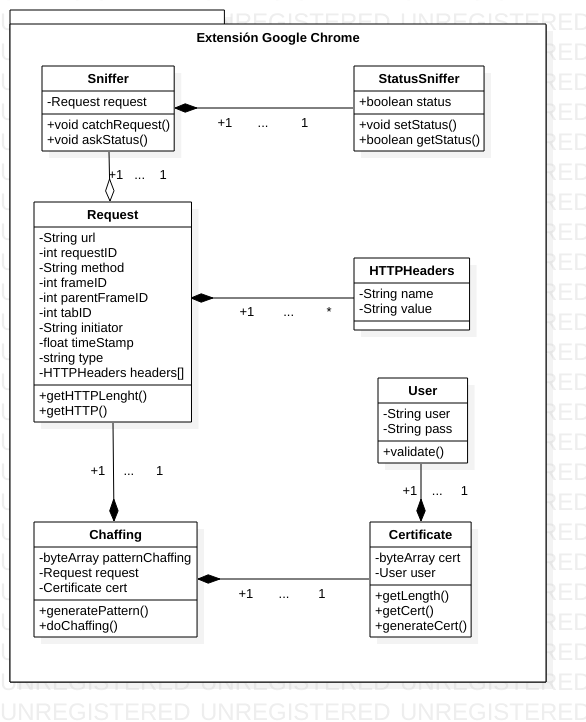 Extensión Google Chrome
Sniffer
-Request request
+void catchRequest()
+void askStatus()
StatusSniffer
+boolean status
+void setStatus()
+boolean getStatus()
+1 ... 1
+1 ... 1
Request
-String url
-int requestID
-String method
-int frameID
-int parentFrameID
-int tabID
-String initiator
-float timeStamp
-string type
-HTTPHeaders headers[]
+getHTTPLenght()
+getHTTP()
HTTPHeaders
-String name
-String value
+1 ... *
User
-String user
-String pass
+validate()
+1 ... 1
+1 ... 1
Chaffing
-byteArray patternChaffing
-Request request
-Certificate cert
+generatePattern()
+doChaffing()
Certificate
-byteArray cert
-User user
+getLength()
+getCert()
+generateCert()
+1 ... 1
UNREGISTERED UNREGISTERED UNREGISTERED